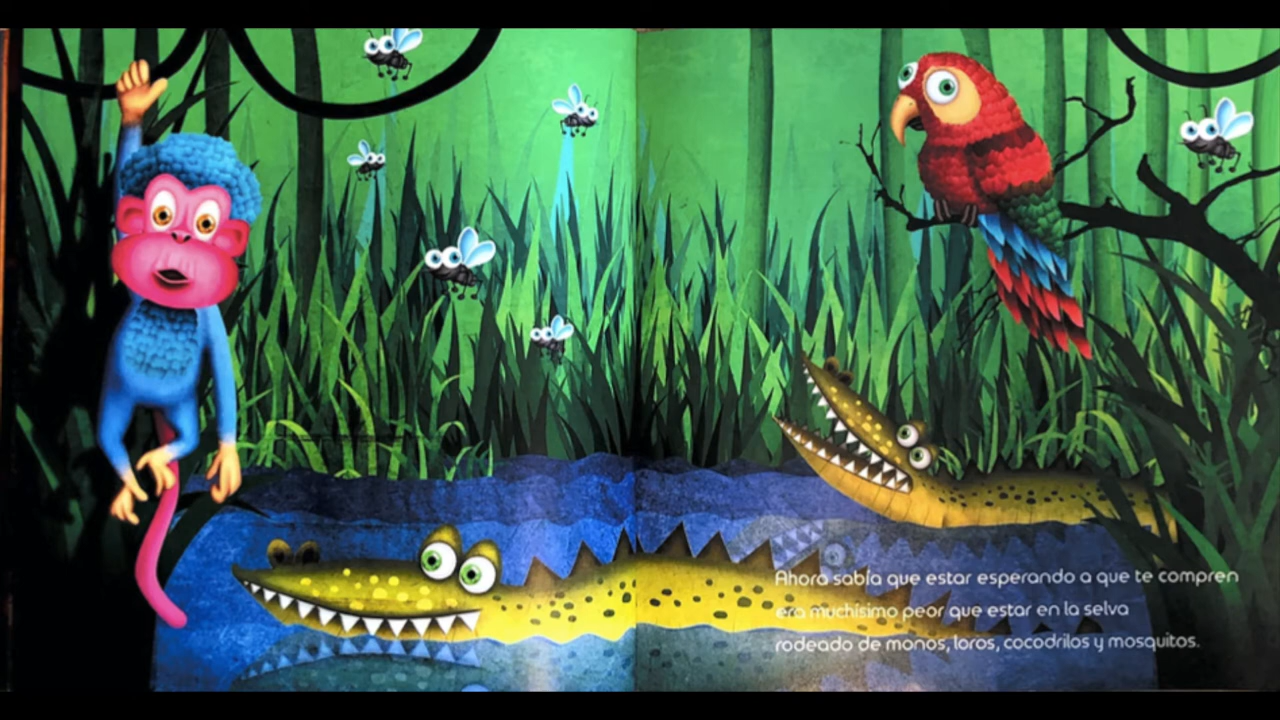 Ahora sabía que estar esperando a que te compren
era muchísimo peor que estar en la selva
rodeado de monos, loros, cocodrilos y mosquitos.